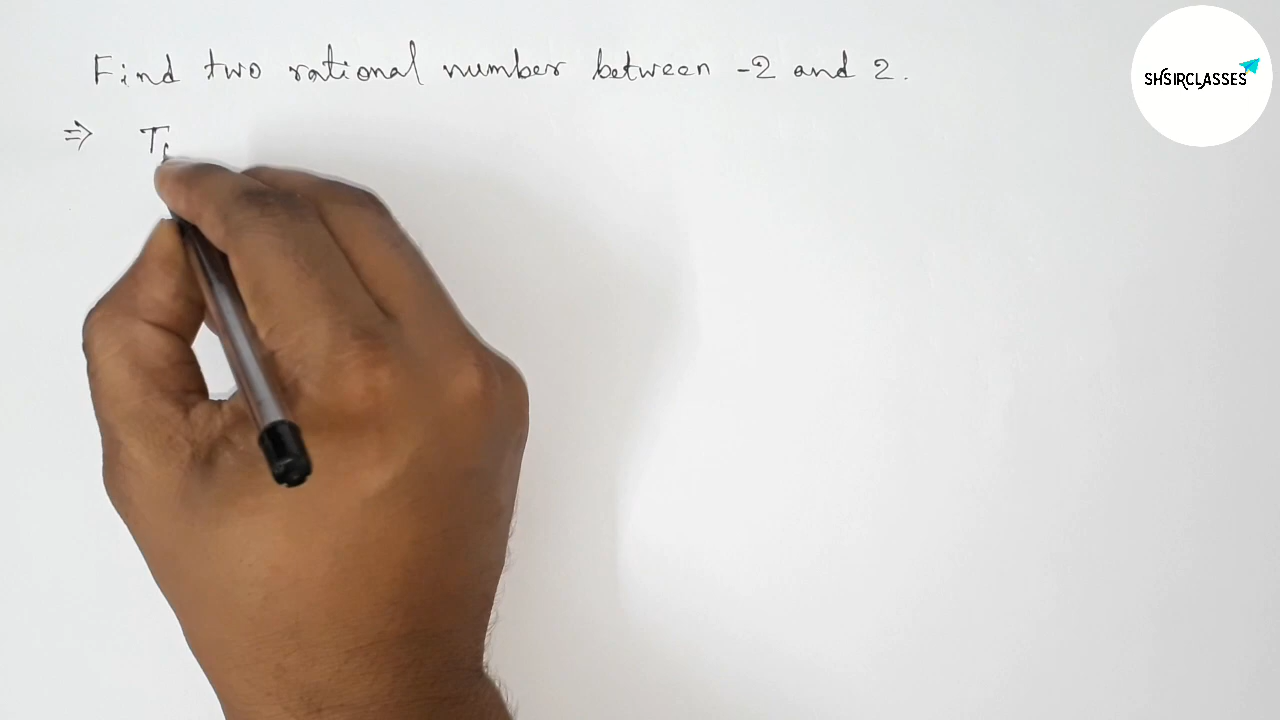 Find two rational number between -2 and 2.
⇒ T
SHSIRCLASSES